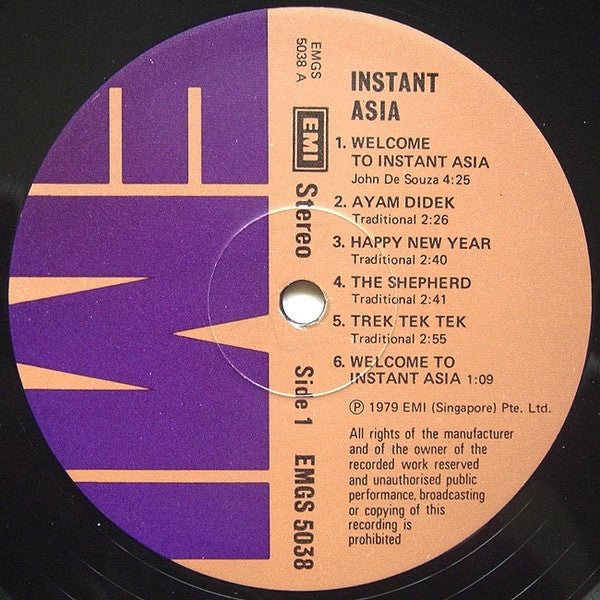 EMGS
5038 A
EMI
Stereo
Side 1
EMGS 5038
INSTANT
ASIA
1. WELCOME
TO INSTANT ASIA
John De Souza 4:25
2. AYAM DIDEK
Traditional 2:26
3. HAPPY NEW YEAR
Traditional 2:40
4. THE SHEPHERD
Traditional 2:41
5. TREK TEK TEK
Traditional 2:55
6. WELCOME TO
INSTANT ASIA 1:09
Ⓟ 1979 EMI (Singapore) Pte. Ltd.
All rights of the manufacturer
and of the owner of the
recorded work reserved
and unauthorised public
performance, broadcasting
or copying of this
recording is
prohibited
EMI